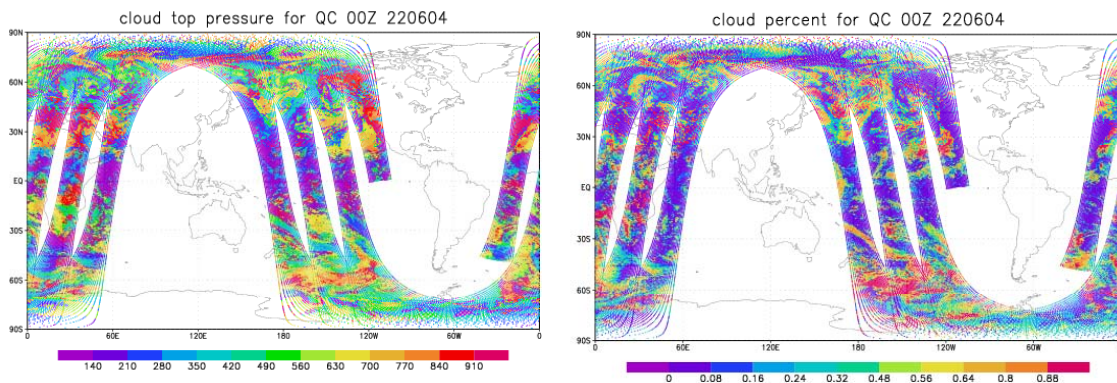 cloud top pressure for QC 00Z 220604
90N
60N
30N
EQ
30S
60S
90S
0 60E 120E 180 120W 60W 0
140 210 280 350 420 490 560 630 700 770 840 910
cloud percent for QC 00Z 220604
90N
60N
30N
EQ
30S
60S
90S
0 60E 120E 180 120W 60W 0
0 0.08 0.16 0.24 0.32 0.48 0.56 0.64 0.8 0.88